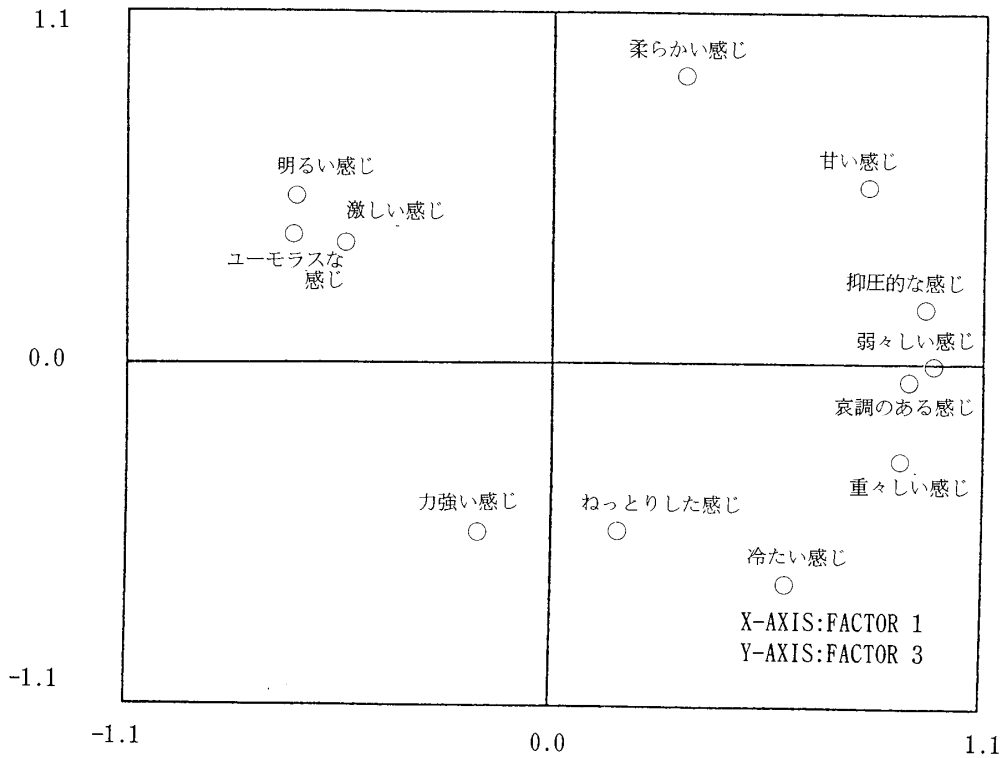 1.1
柔らかい感じ
甘い感じ
明るい感じ
激しい感じ
ユーモラスな
感じ
抑圧的な感じ
弱々しい感じ
0.0
哀調のある感じ
重々しい感じ
力強い感じ
ねっとりした感じ
冷たい感じ
X-AXIS:FACTOR 1
Y-AXIS:FACTOR 3
-1.1
-1.1
0.0
1.1